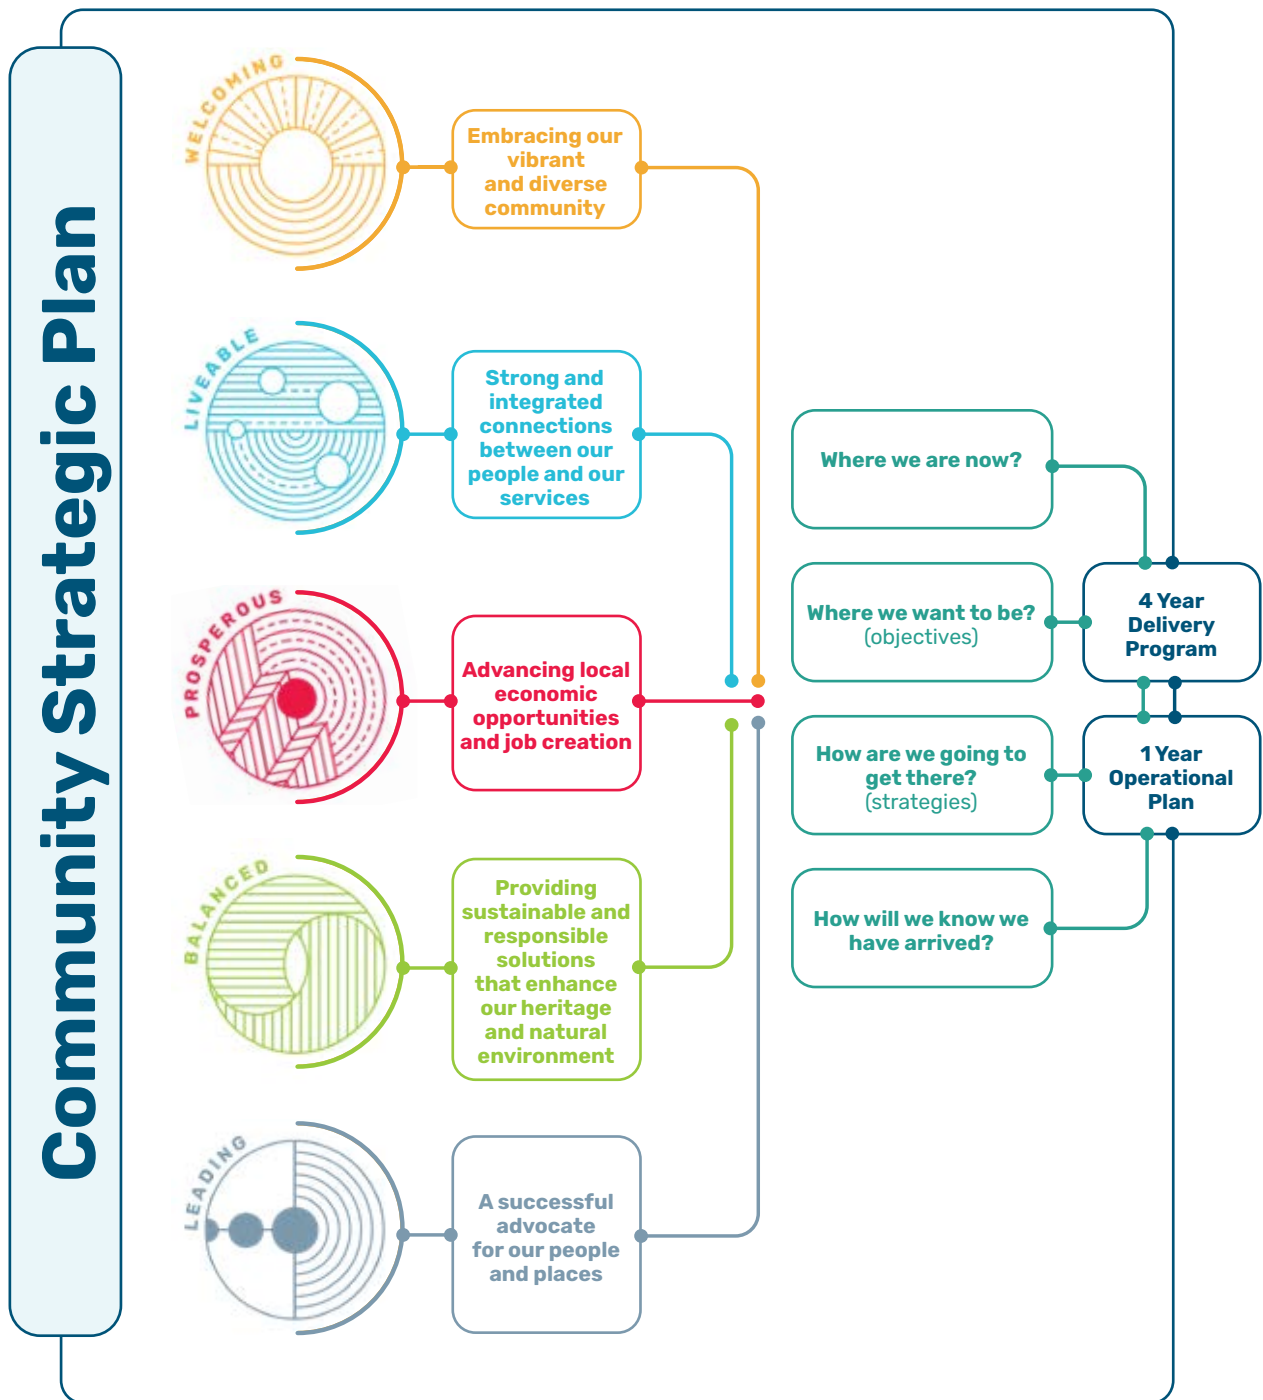 Community Strategic Plan
WELCOMING
Embracing our
vibrant
and diverse
community
LIVEABLE
Strong and
integrated
connections
between our
people and our
services
PROSPEROUS
Advancing local
economic
opportunities
and job creation
BALANCED
Providing
sustainable and
responsible
solutions
that enhance
our heritage
and natural
environment
LEADING
A successful
advocate
for our people
and places
Where we are now?
Where we want to be?
(objectives)
How are we going to
get there?
(strategies)
How will we know we
have arrived?
4 Year
Delivery
Program
1 Year
Operational
Plan